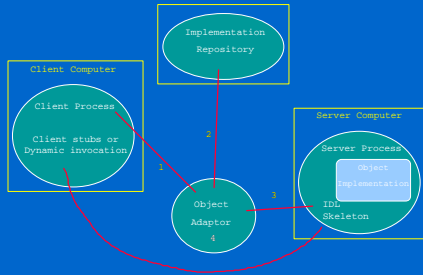 Implementation
Repository
Client Computer
Client Process
Client stubs or
Dynamic invocation
1
2
Server Computer
Server Process
Object
Implementation
IDL
Skeleton
3
Object
Adaptor
4